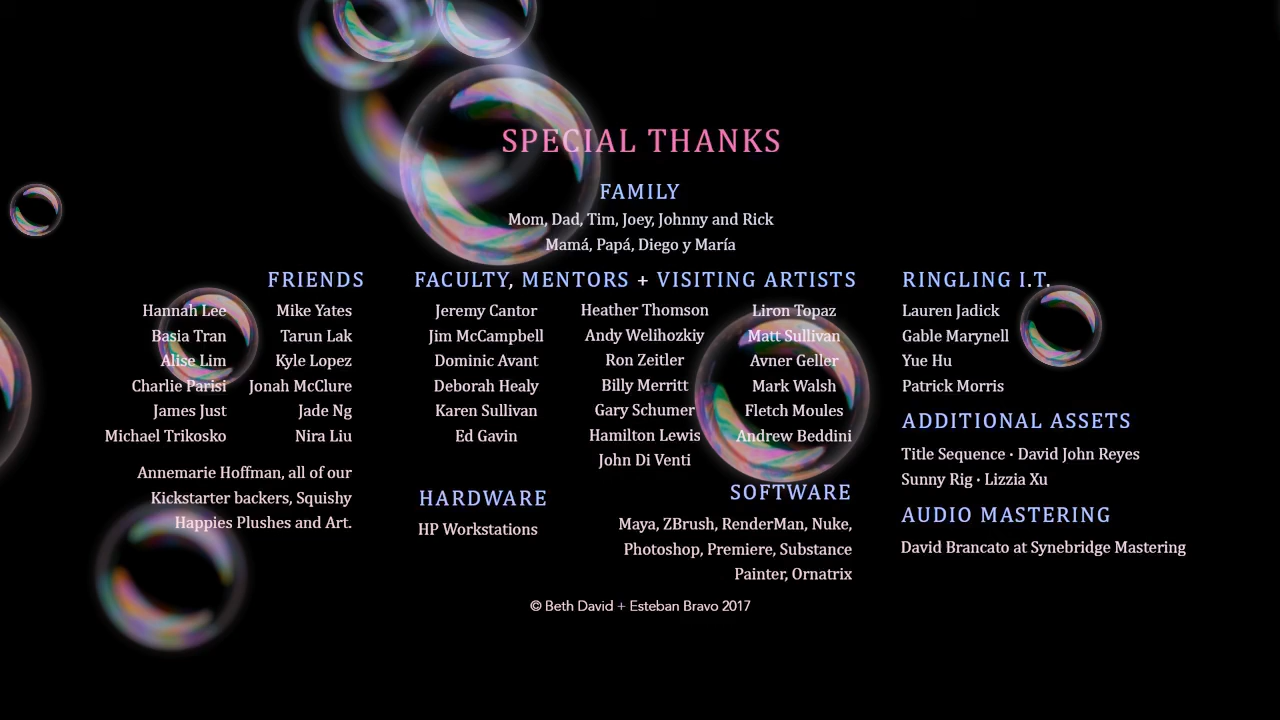 SPECIAL THANKS
FAMILY
Mom, Dad, Tim, Joey, Johnny and Rick
Mamá, Papá, Diego y María
FRIENDS
Hannah Lee
Basia Tran
Alise Lim
Charlie Parisi
James Just
Michael Trikosko
Mike Yates
Tarun Lak
Kyle Lopez
Jonah McClure
Jade Ng
Nira Liu
Annemarie Hoffman, all of our
Kickstarter backers, Squishy
Happies Plushes and Art.
FACULTY, MENTORS + VISITING ARTISTS
Jeremy Cantor
Jim McCampbell
Dominic Avant
Deborah Healy
Karen Sullivan
Ed Gavin
Heather Thomson
Andy Welihozkiy
Ron Zeitler
Billy Merritt
Gary Schumer
Hamilton Lewis
John Di Venti
Liron Topaz
Matt Sullivan
Avner Geller
Mark Walsh
Fletch Moules
Andrew Beddini
HARDWARE
HP Workstations
SOFTWARE
Maya, ZBrush, RenderMan, Nuke,
Photoshop, Premiere, Substance
Painter, Ornatrix
RINGLING I.T.
Lauren Jadick
Gable Marynell
Yue Hu
Patrick Morris
ADDITIONAL ASSETS
Title Sequence · David John Reyes
Sunny Rig · Lizzia Xu
AUDIO MASTERING
David Brancato at Synebridge Mastering
© Beth David + Esteban Bravo 2017